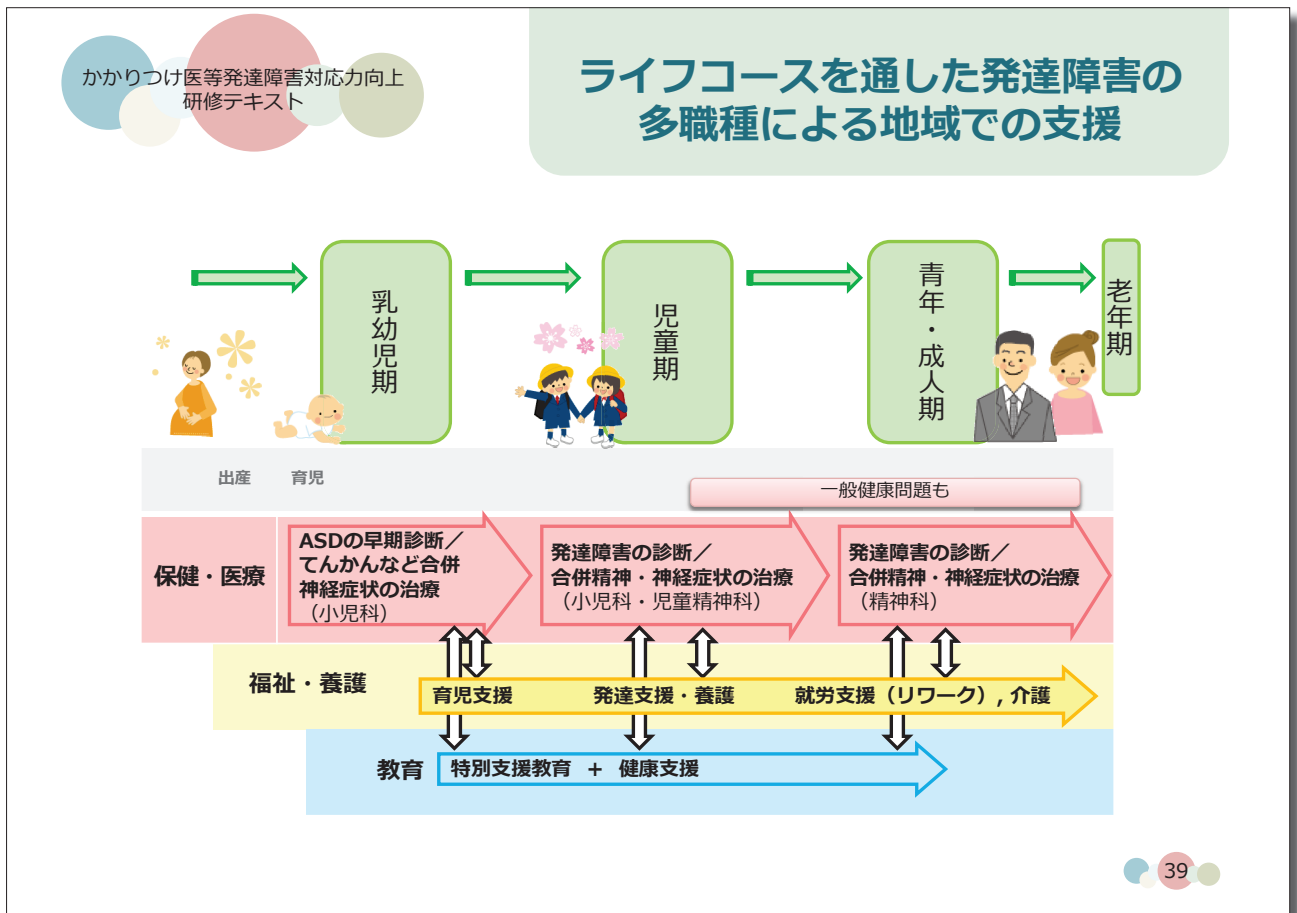 かかりつけ医等発達障害対応力向上
研修テキスト
ライフコースを通した発達障害の
多職種による地域での支援
乳幼児期
児童期
青年・成人期
老年期
出産
育児
一般健康問題も
保健・医療
ASDの早期診断／
てんかんなど合併
神経症状の治療
（小児科）
発達障害の診断／
合併精神・神経症状の治療
（小児科・児童精神科）
発達障害の診断／
合併精神・神経症状の治療
（精神科）
福祉・養護
育児支援
発達支援・養護
就労支援（リワーク）, 介護
教育
特別支援教育 + 健康支援
39